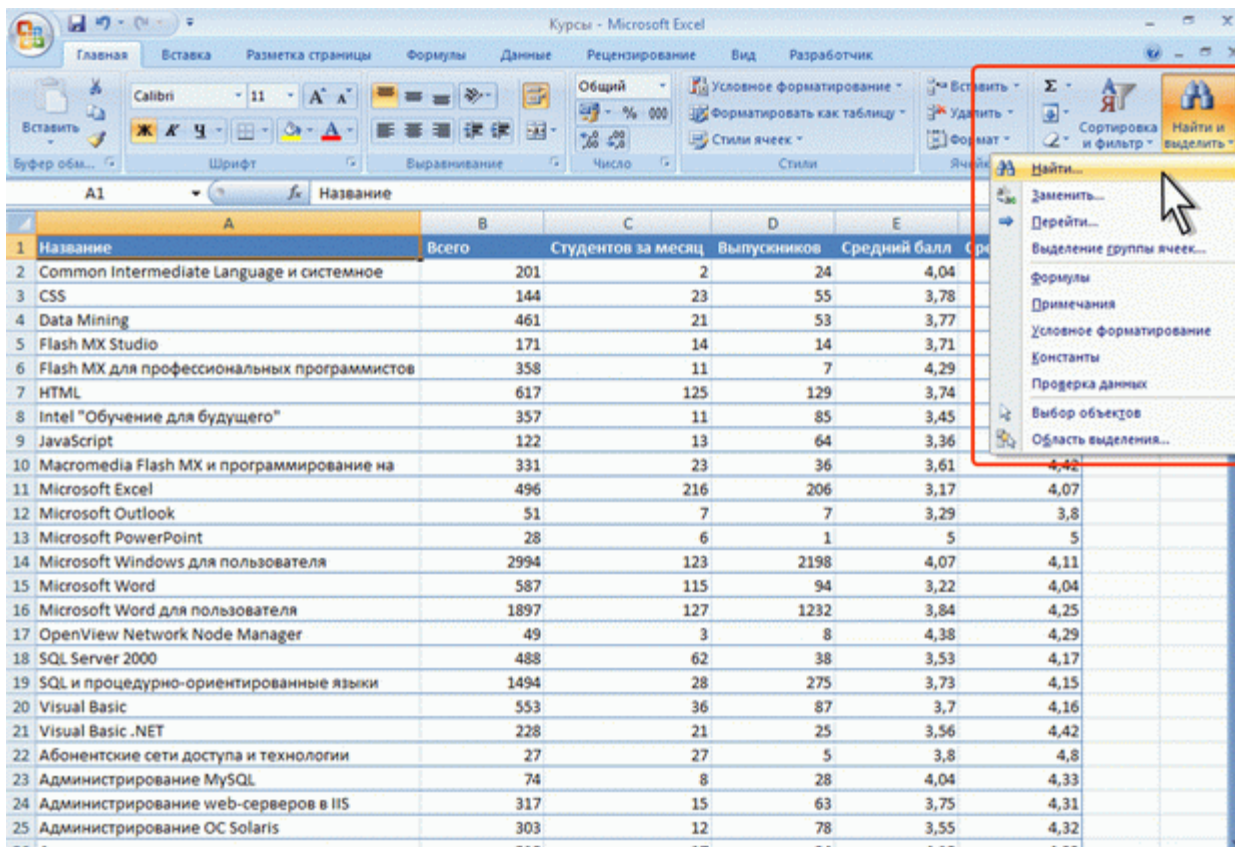 Курсы - Microsoft Excel
Главная Вставка Разметка страницы Формулы Данные Рецензирование Вид Разработчик
Calibri 11 Общий Условное форматирование Вставить Σ
Вставить Ж К Ч % 000 Форматировать как таблицу Удалить Сортировка и фильтр Найти и выделить
Стили ячеек Формат
Буфер обм... Шрифт Выравнивание Число Стили
A1 fx Название
Найти...
Заменить...
Перейти...
Выделение группы ячеек...
Формулы
Примечания
Условное форматирование
Константы
Проверка данных
Выбор объектов
Область выделения...
A B C D E
1 Название Всего Студентов за месяц Выпускников Средний балл
2 Common Intermediate Language и системное 201 2 24 4,04
3 CSS 144 23 55 3,78
4 Data Mining 461 21 53 3,77
5 Flash MX Studio 171 14 14 3,71
6 Flash MX для профессиональных программистов 358 11 7 4,29
7 HTML 617 125 129 3,74
8 Intel "Обучение для будущего" 357 11 85 3,45
9 JavaScript 122 13 64 3,36
10 Macromedia Flash MX и программирование на 331 23 36 3,61 4,42
11 Microsoft Excel 496 216 206 3,17 4,07
12 Microsoft Outlook 51 7 7 3,29 3,8
13 Microsoft PowerPoint 28 6 1 5 5
14 Microsoft Windows для пользователя 2994 123 2198 4,07 4,11
15 Microsoft Word 587 115 94 3,22 4,04
16 Microsoft Word для пользователя 1897 127 1232 3,84 4,25
17 OpenView Network Node Manager 49 3 8 4,38 4,29
18 SQL Server 2000 488 62 38 3,53 4,17
19 SQL и процедурно-ориентированные языки 1494 28 275 3,73 4,15
20 Visual Basic 553 36 87 3,7 4,16
21 Visual Basic .NET 228 21 25 3,56 4,42
22 Абонентские сети доступа и технологии 27 27 5 3,8 4,8
23 Администрирование MySQL 74 8 28 4,04 4,33
24 Администрирование web-серверов в IIS 317 15 63 3,75 4,31
25 Администрирование ОС Solaris 303 12 78 3,55 4,32